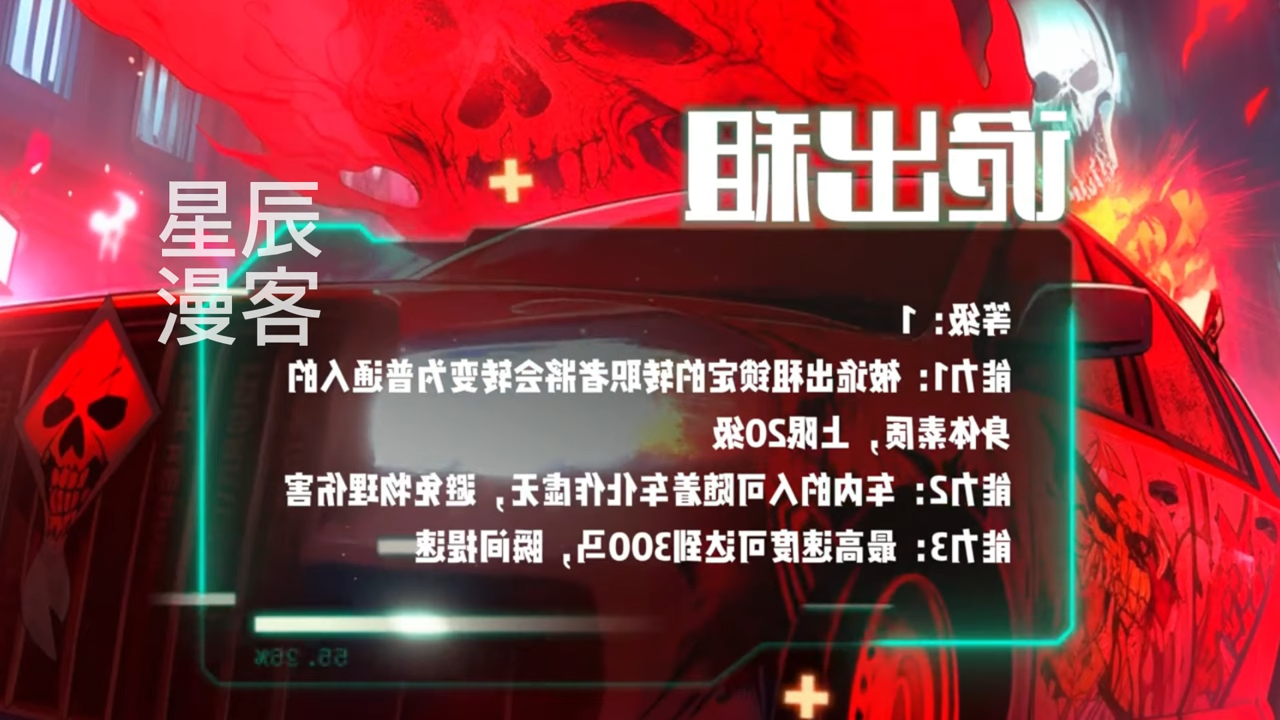 诡出租
星辰
漫客
等级：1
能力1：被诡出租锁定的转职者将会转变为普通人的
身体素质，上限20级
能力2：车内的人可随着车化作虚无，避免物理伤害
能力3：最高速度可达到300马，瞬间提速
55.25%